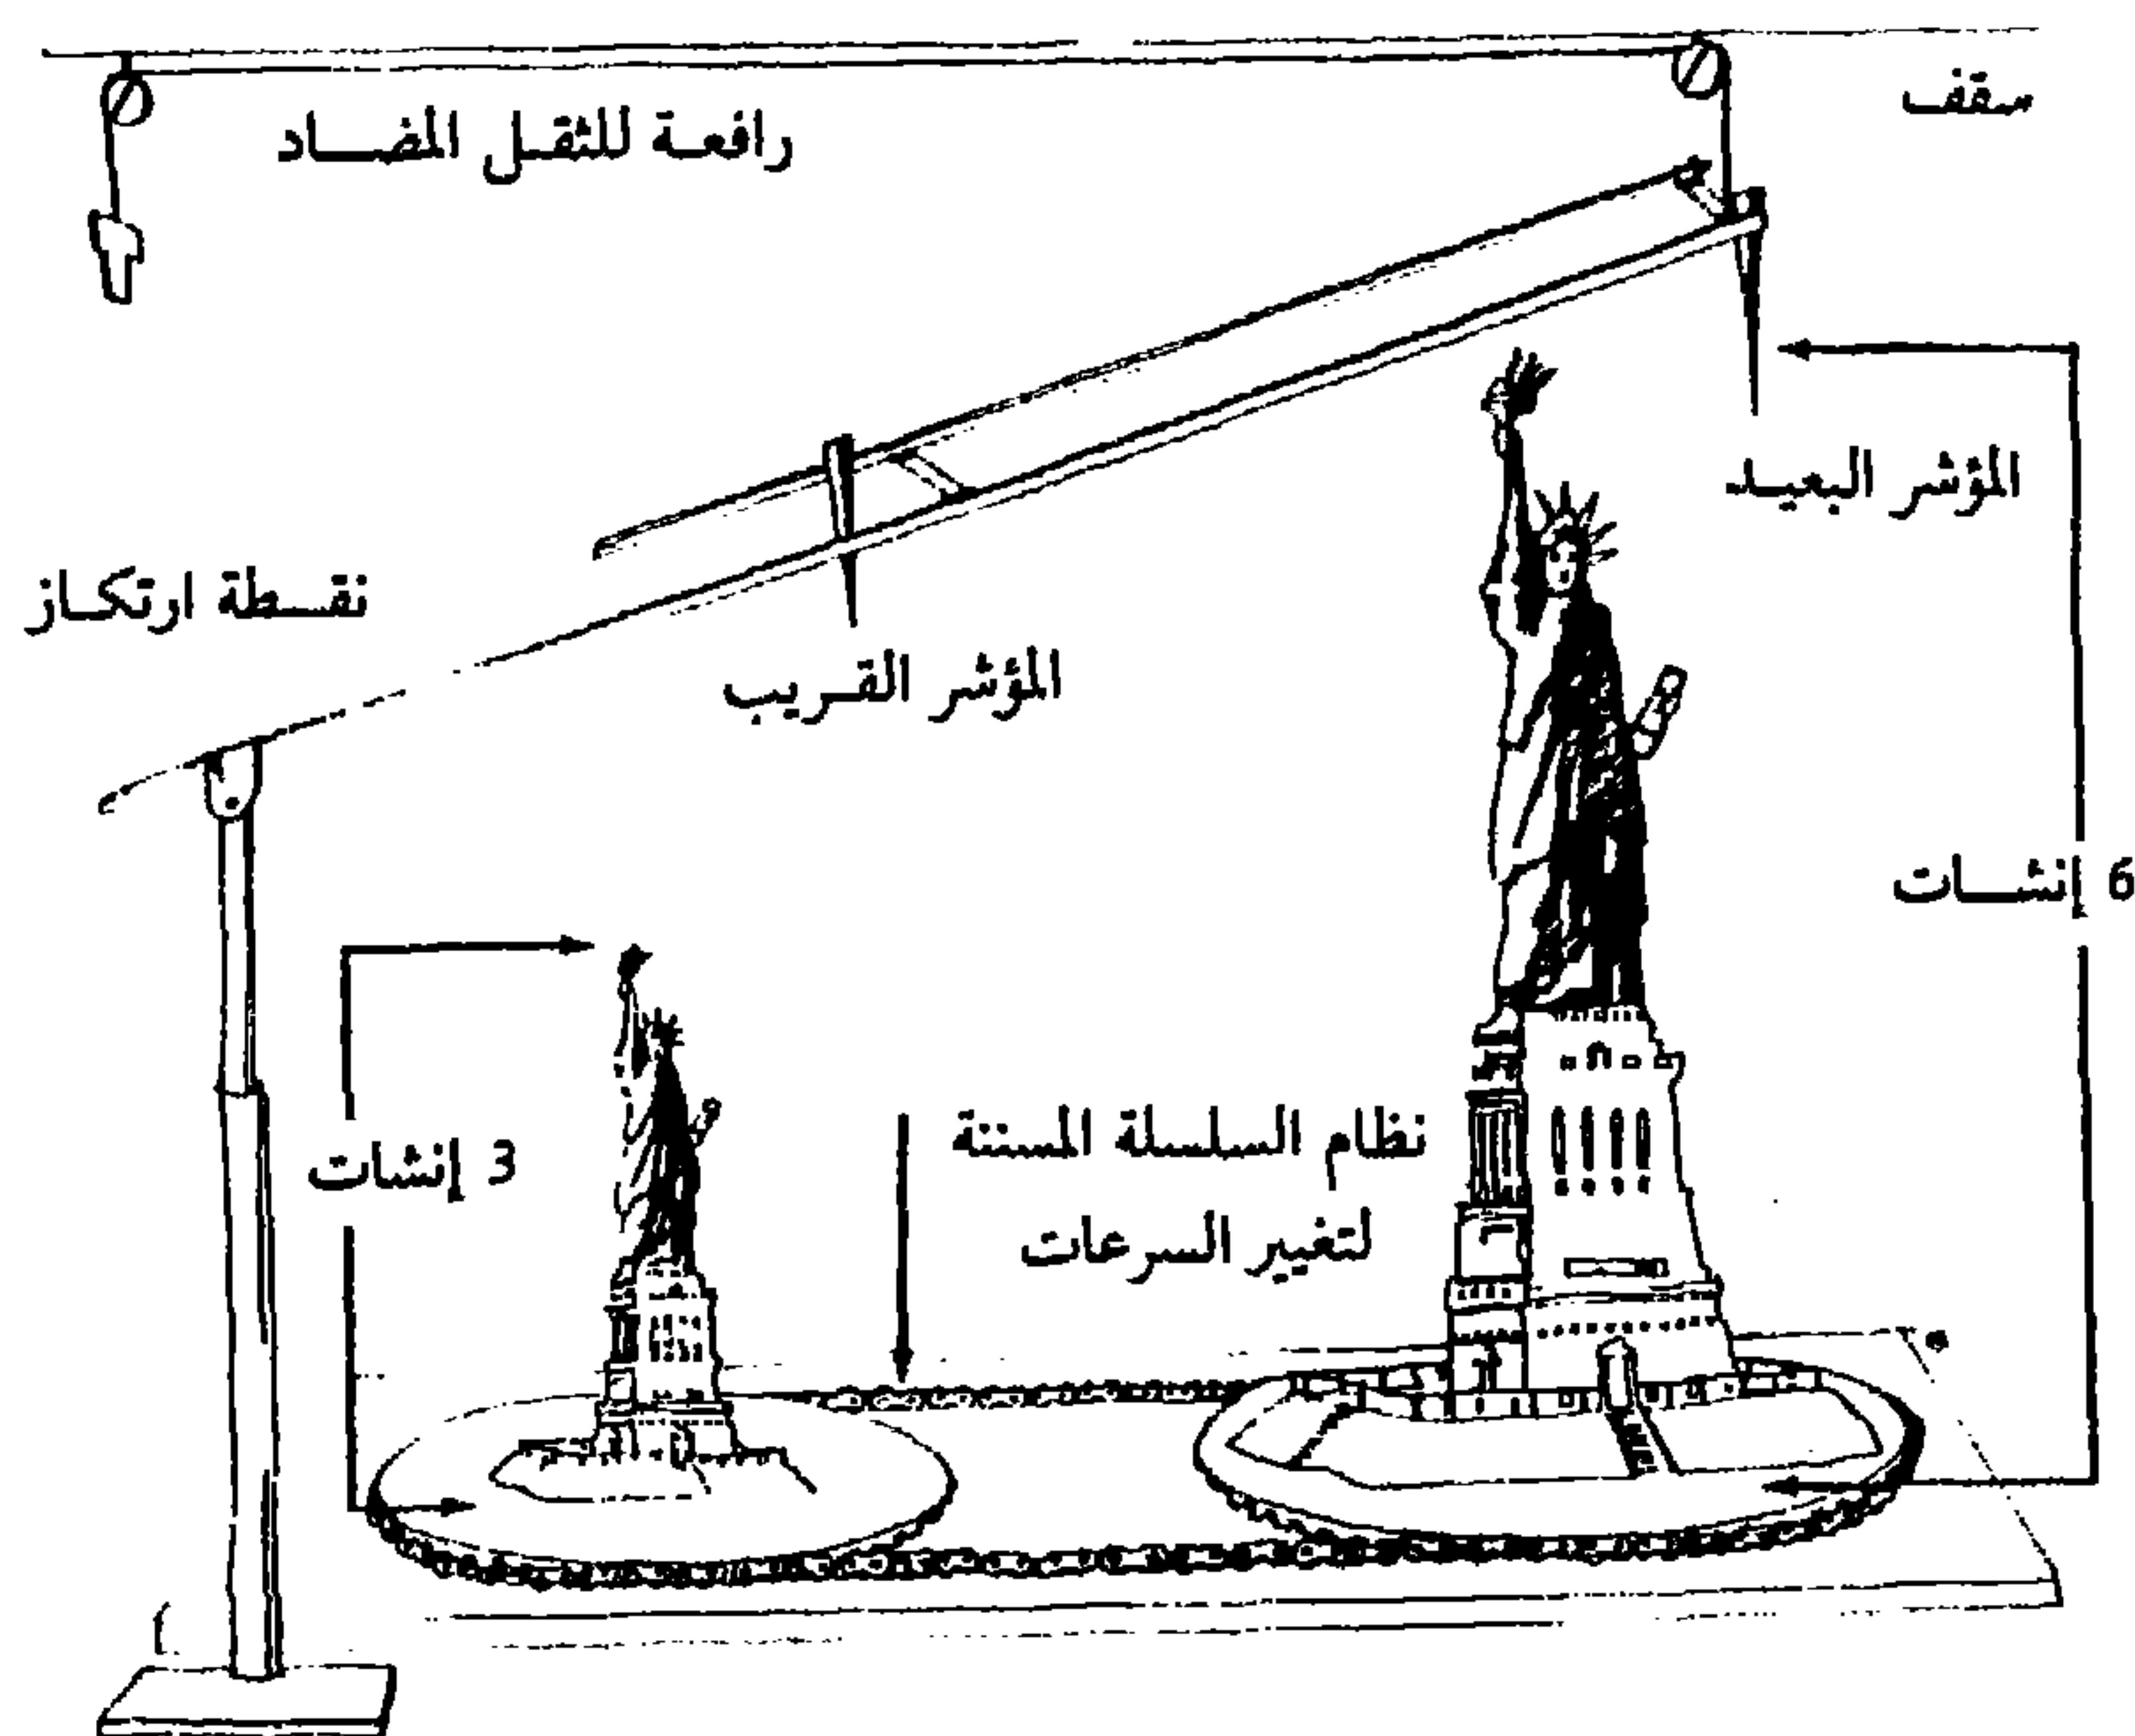 سقف
رافعة للثقل المضاد
المؤشر البعيد
نقطة ارتكاز
المؤشر القريب
6 إنشات
نظام السلسلة المسننة
لتغيير السرعات
3 إنشات